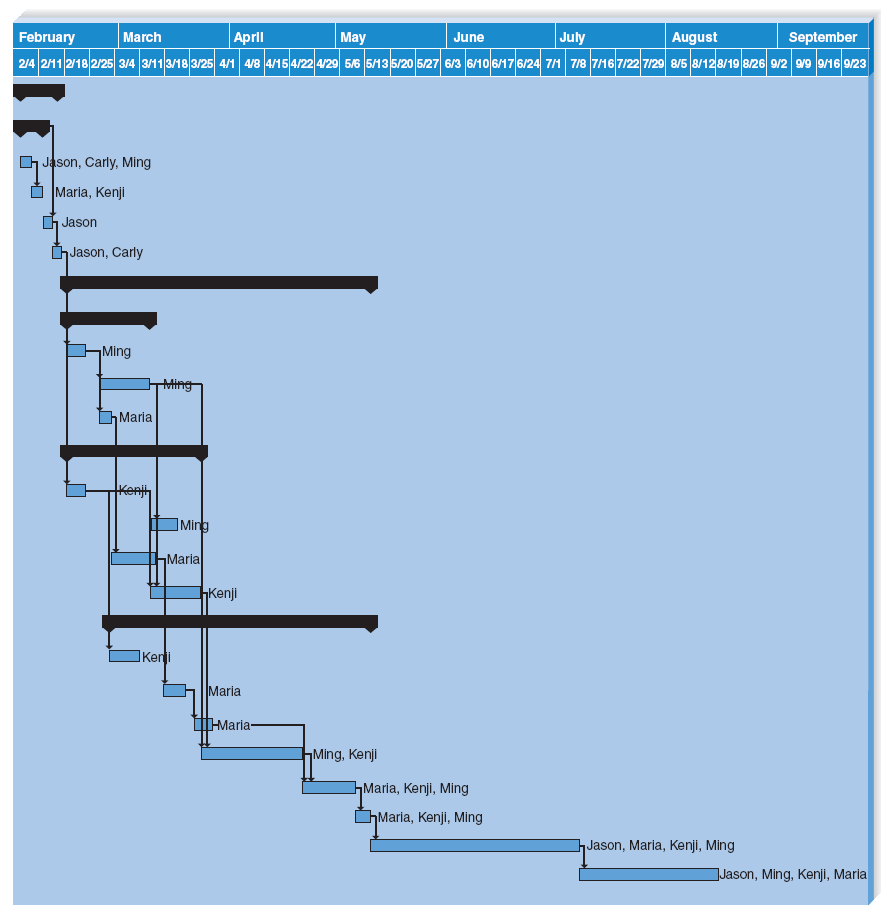 February March April May June July August September
2/4 2/11 2/18 2/25 3/4 3/11 3/18 3/25 4/1 4/8 4/15 4/22 4/29 5/6 5/13 5/20 5/27 6/3 6/10 6/17 6/24 7/1 7/8 7/16 7/22 7/29 8/5 8/12 8/19 8/26 9/2 9/9 9/16 9/23
Jason, Carly, Ming
Maria, Kenji
Jason
Jason, Carly
Ming
Ming
Maria
Kenji
Ming
Maria
Kenji
Kenji
Maria
Maria
Ming, Kenji
Maria, Kenji, Ming
Maria, Kenji, Ming
Jason, Maria, Kenji, Ming
Jason, Ming, Kenji, Maria